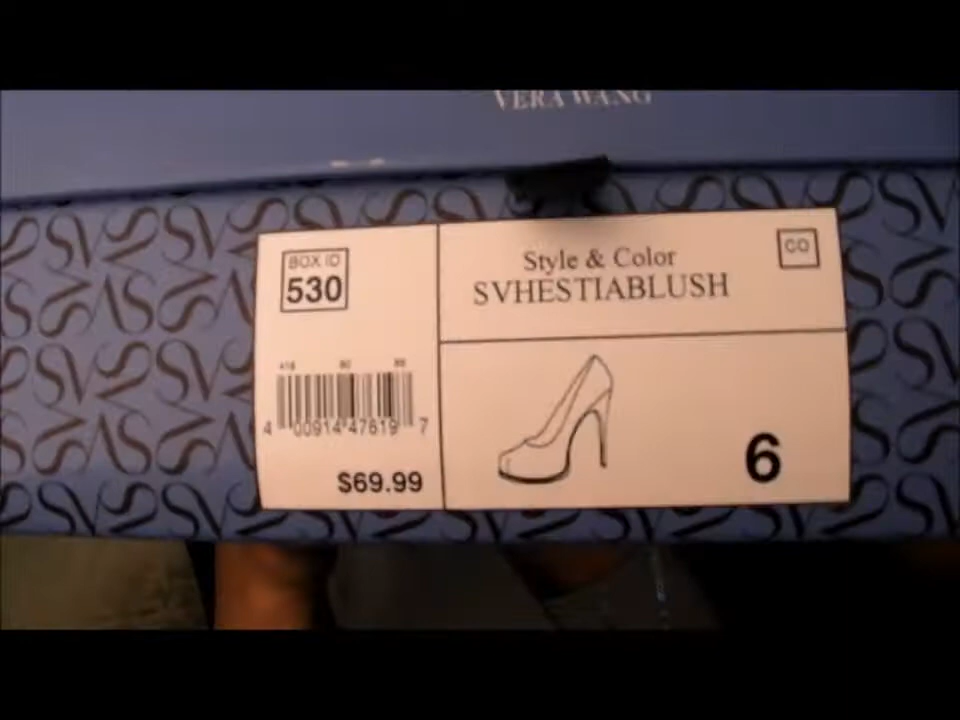 VERA WANG
BOX ID
530
Style & Color
SVHESTIABLUSH
CO
4 00914 47619 7
$69.99
6